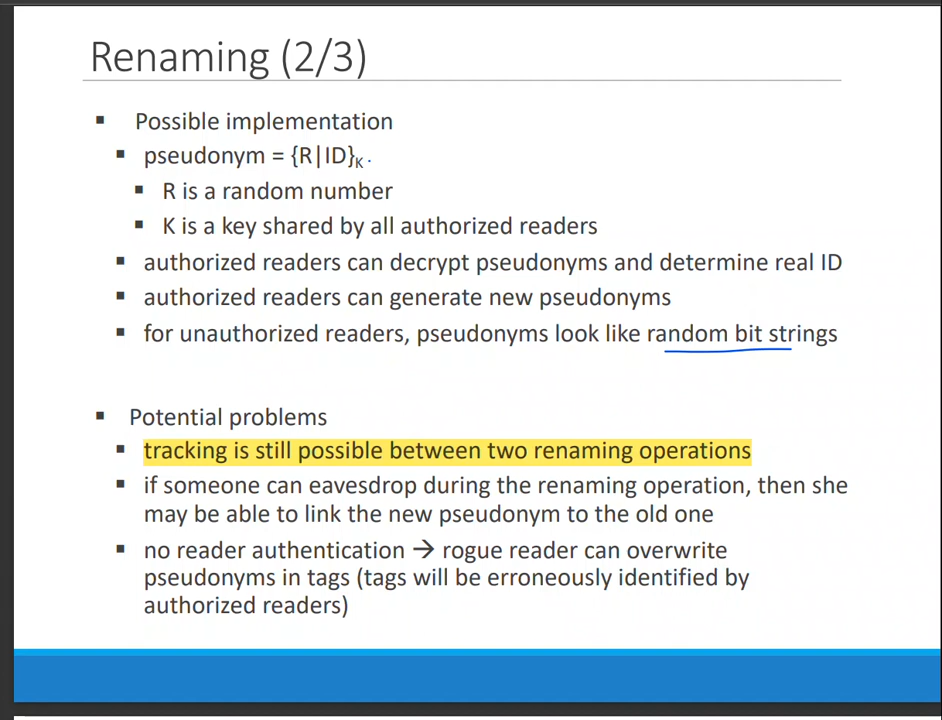 Renaming (2/3)
▪ Possible implementation
▪ pseudonym = {R|ID}K
▪ R is a random number
▪ K is a key shared by all authorized readers
▪ authorized readers can decrypt pseudonyms and determine real ID
▪ authorized readers can generate new pseudonyms
▪ for unauthorized readers, pseudonyms look like random bit strings
▪ Potential problems
▪ tracking is still possible between two renaming operations
▪ if someone can eavesdrop during the renaming operation, then she
may be able to link the new pseudonym to the old one
▪ no reader authentication → rogue reader can overwrite
pseudonyms in tags (tags will be erroneously identified by
authorized readers)